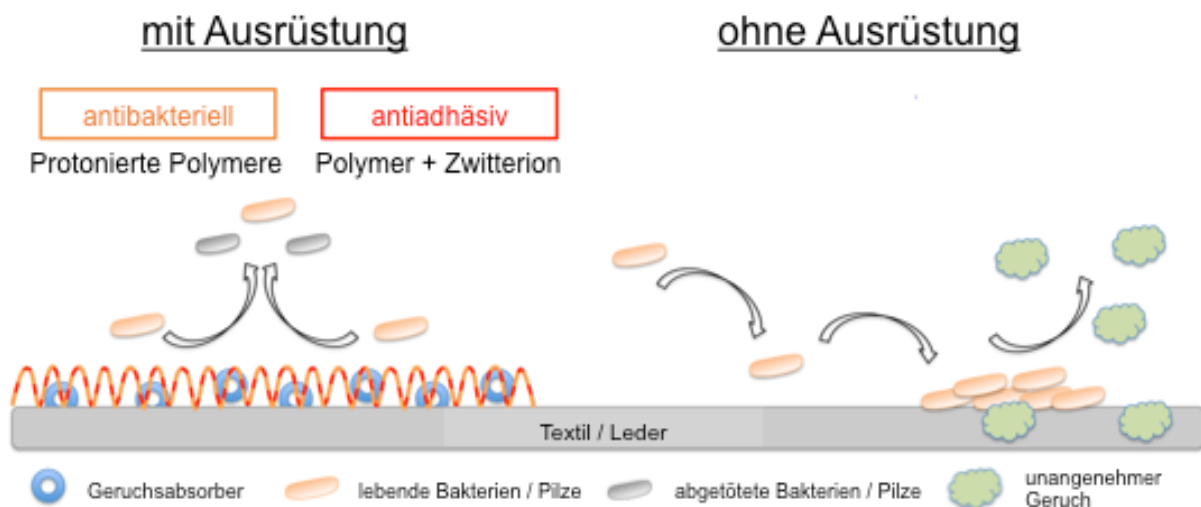 mit Ausrüstung
ohne Ausrüstung
antibakteriell
antiadhäsiv
Protonierte Polymere
Polymer + Zwitterion
Textil / Leder
Geruchsabsorber
lebende Bakterien / Pilze
abgetötete Bakterien / Pilze
unangenehmer
Geruch